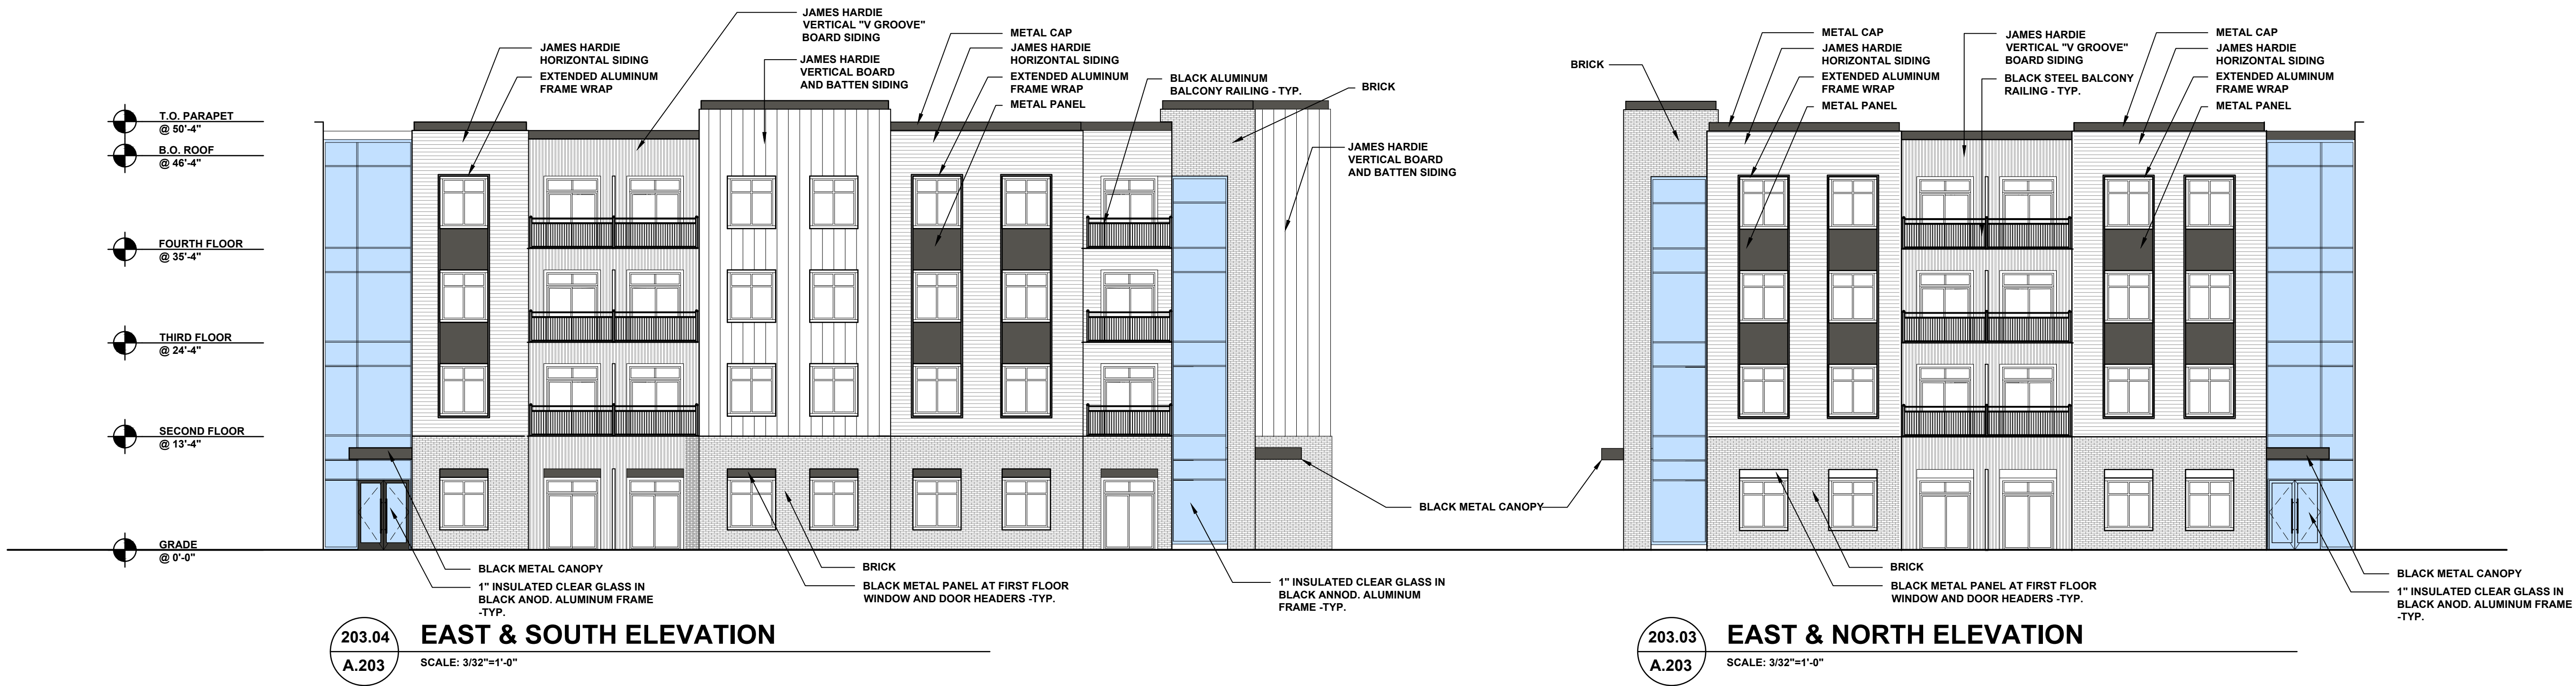 T.O. PARAPET
@ 50'-4"
B.O. ROOF
@ 46'-4"
FOURTH FLOOR
@ 35'-4"
THIRD FLOOR
@ 24'-4"
SECOND FLOOR
@ 13'-4"
GRADE
@ 0'-0"
JAMES HARDIE
HORIZONTAL SIDING
EXTENDED ALUMINUM
FRAME WRAP
JAMES HARDIE
VERTICAL "V GROOVE"
BOARD SIDING
JAMES HARDIE
VERTICAL BOARD
AND BATTEN SIDING
METAL CAP
JAMES HARDIE
HORIZONTAL SIDING
EXTENDED ALUMINUM
FRAME WRAP
METAL PANEL
BLACK ALUMINUM
BALCONY RAILING - TYP.
BRICK
JAMES HARDIE
VERTICAL BOARD
AND BATTEN SIDING
BLACK METAL CANOPY
1" INSULATED CLEAR GLASS IN
BLACK ANOD. ALUMINUM FRAME
-TYP.
BRICK
BLACK METAL PANEL AT FIRST FLOOR
WINDOW AND DOOR HEADERS -TYP.
1" INSULATED CLEAR GLASS IN
BLACK ANNOD. ALUMINUM
FRAME -TYP.
BLACK METAL CANOPY
203.04
A.203
EAST & SOUTH ELEVATION
SCALE: 3/32"=1'-0"
BRICK
METAL CAP
JAMES HARDIE
HORIZONTAL SIDING
EXTENDED ALUMINUM
FRAME WRAP
METAL PANEL
JAMES HARDIE
VERTICAL "V GROOVE"
BOARD SIDING
BLACK STEEL BALCONY
RAILING - TYP.
METAL CAP
JAMES HARDIE
HORIZONTAL SIDING
EXTENDED ALUMINUM
FRAME WRAP
METAL PANEL
BRICK
BLACK METAL PANEL AT FIRST FLOOR
WINDOW AND DOOR HEADERS -TYP.
BLACK METAL CANOPY
1" INSULATED CLEAR GLASS IN
BLACK ANOD. ALUMINUM FRAME
-TYP.
203.03
A.203
EAST & NORTH ELEVATION
SCALE: 3/32"=1'-0"